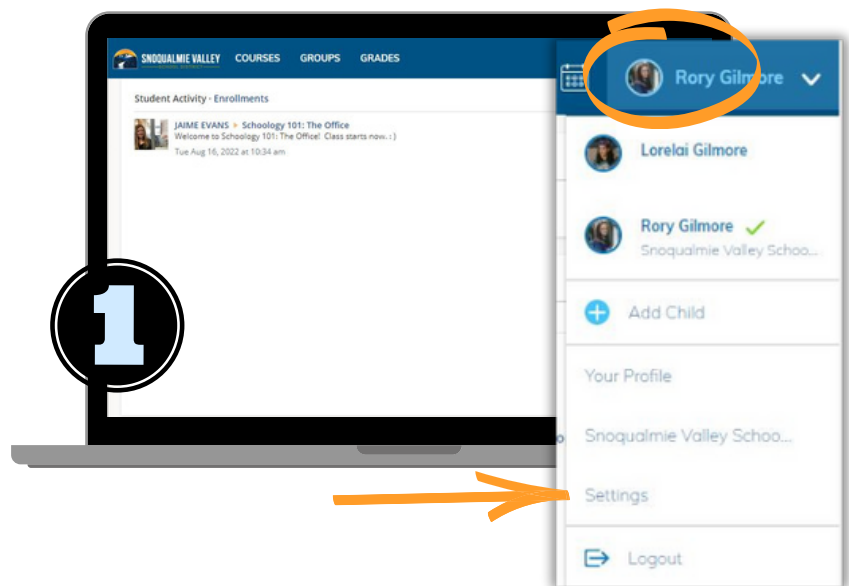 SNOQUALMIE VALLEY COURSES GROUPS GRADES
Student Activity · Enrollments
JAIME EVANS ▸ Schoology 101: The Office
Welcome to Schoology 101: The Office! Class starts now. : )
Tue Aug 16, 2022 at 10:34 am
1
Rory Gilmore
Lorelai Gilmore
Rory Gilmore
Snoqualmie Valley Schoo...
Add Child
Your Profile
Snoqualmie Valley Schoo...
Settings
Logout